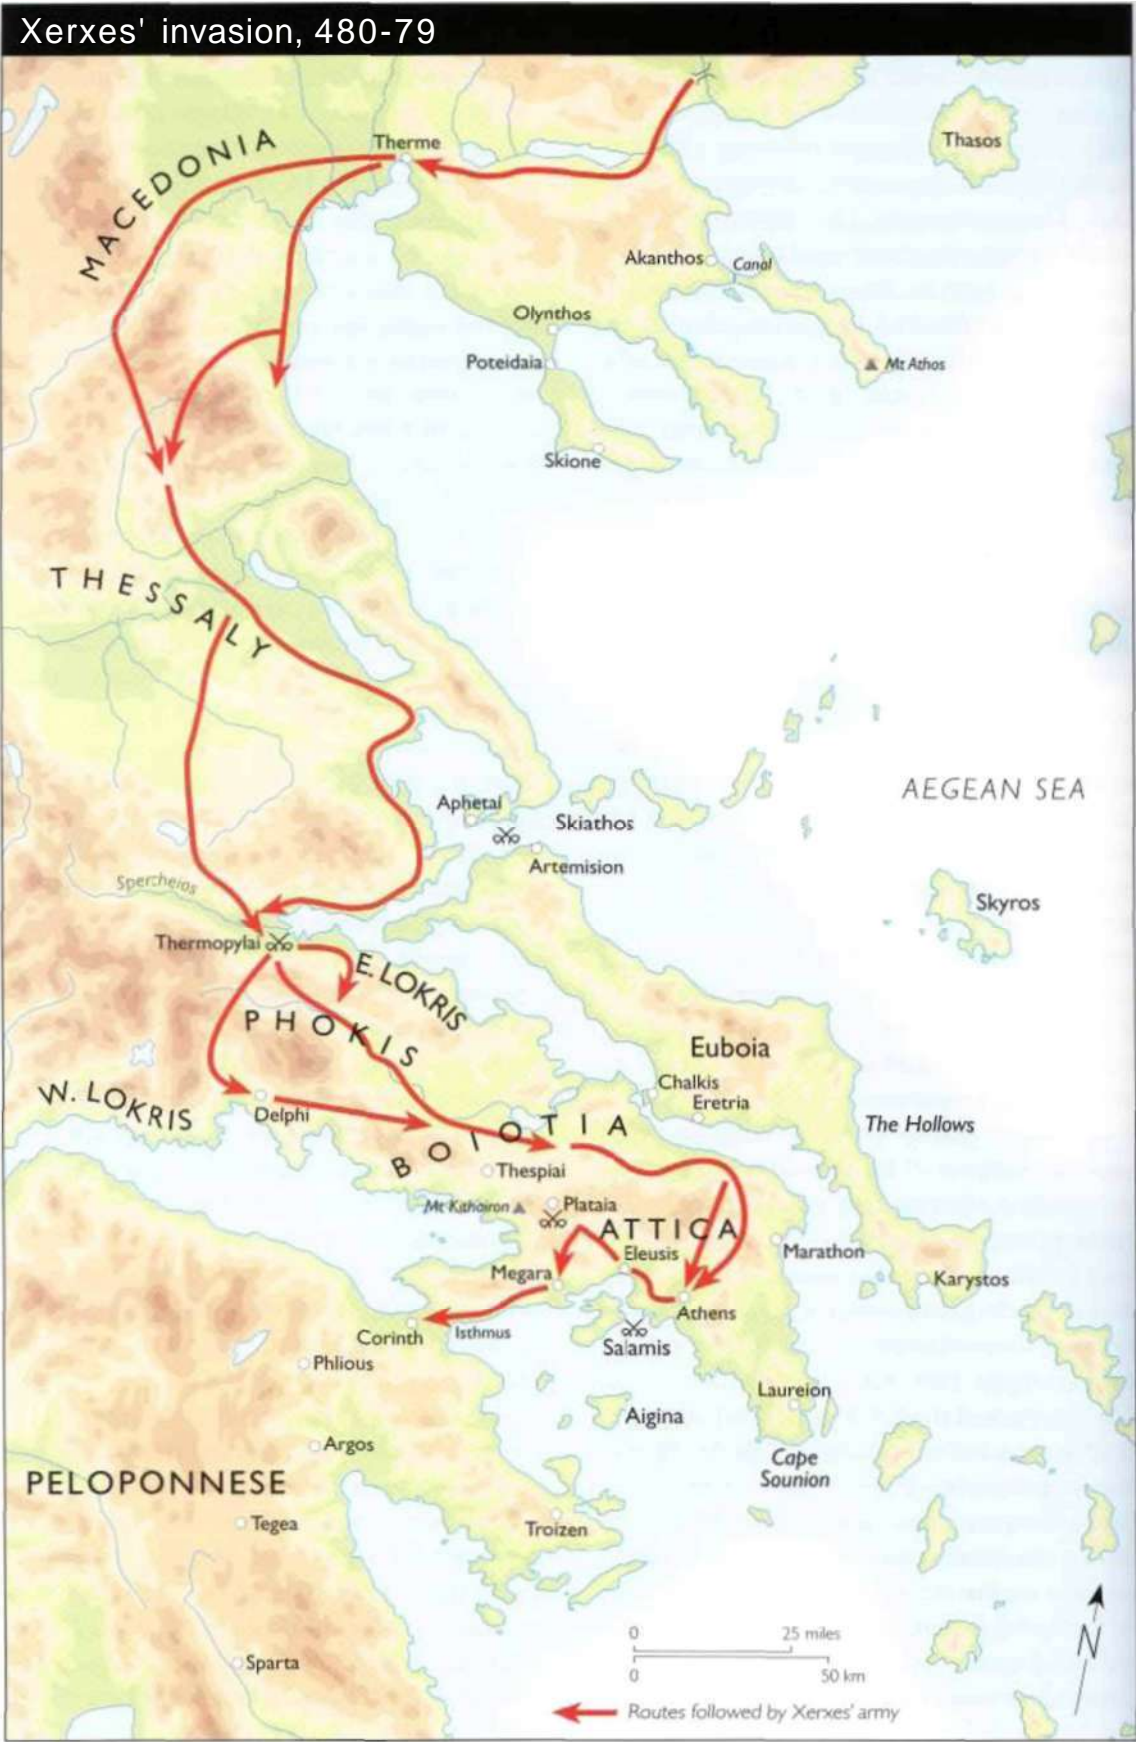 Xerxes' invasion, 480-79
Thasos
Therme
MACEDONIA
Akanthos
Canal
Olynthos
Poteidaia
Mt Athos
Skione
THESSALY
AEGEAN SEA
Aphetai
Skiathos
Artemision
Spercheios
Skyros
Thermopylai
E. LOKRIS
PHOKIS
Euboia
Chalkis
Eretria
W. LOKRIS
Delphi
The Hollows
BOIOTIA
Thespiai
Mt Kithairon
Plataia
ATTICA
Eleusis
Marathon
Megara
Karystos
Athens
Corinth
Isthmus
Salamis
Phlious
Laureion
Aigina
Argos
Cape
Sounion
PELOPONNESE
Tegea
Troizen
Sparta
0 25 miles
0 50 km
N
Routes followed by Xerxes' army